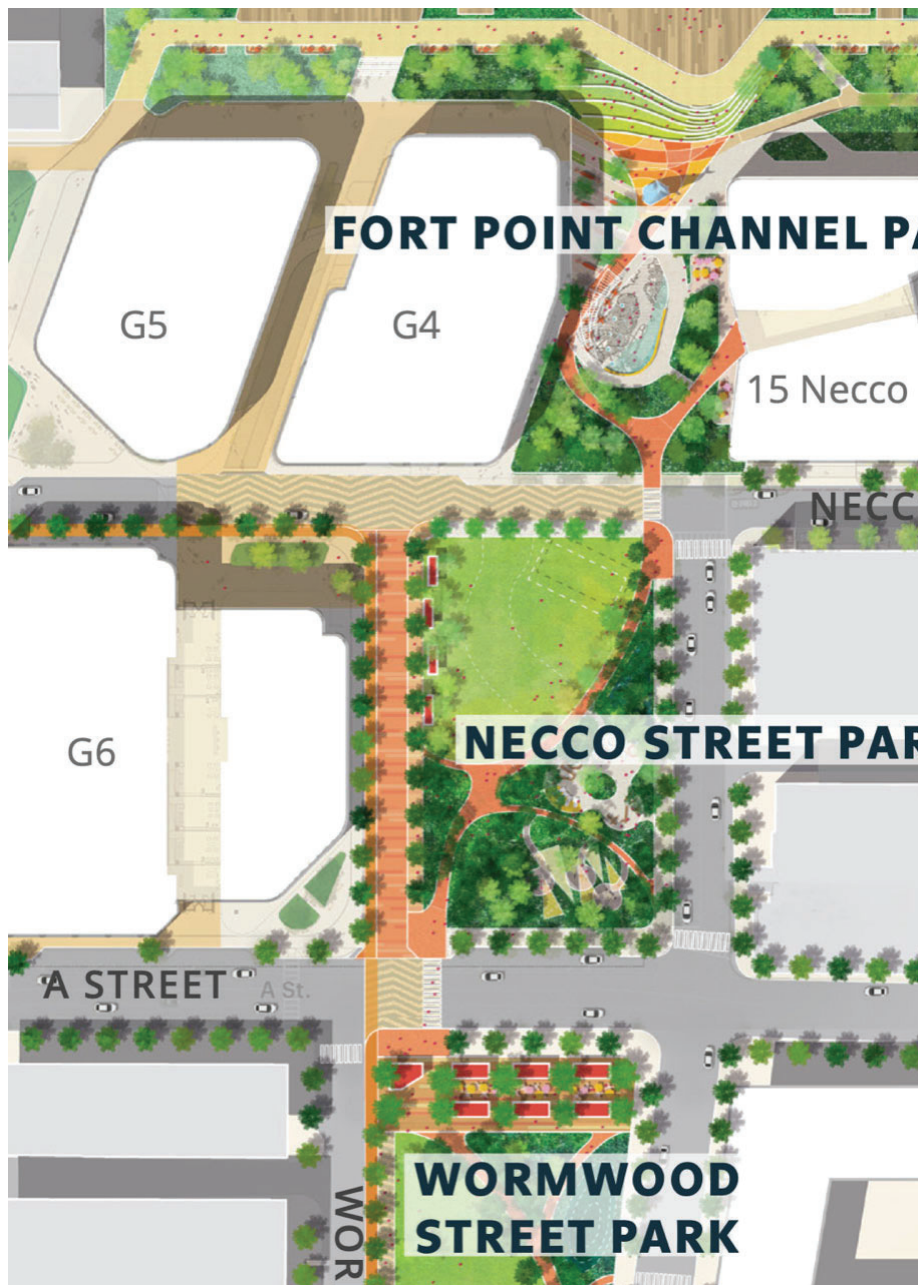 FORT POINT CHANNEL PA
G5
G4
15 Necco
NECC
G6
NECCO STREET PAR
A STREET
A St.
WORMWOOD
STREET PARK
WOR